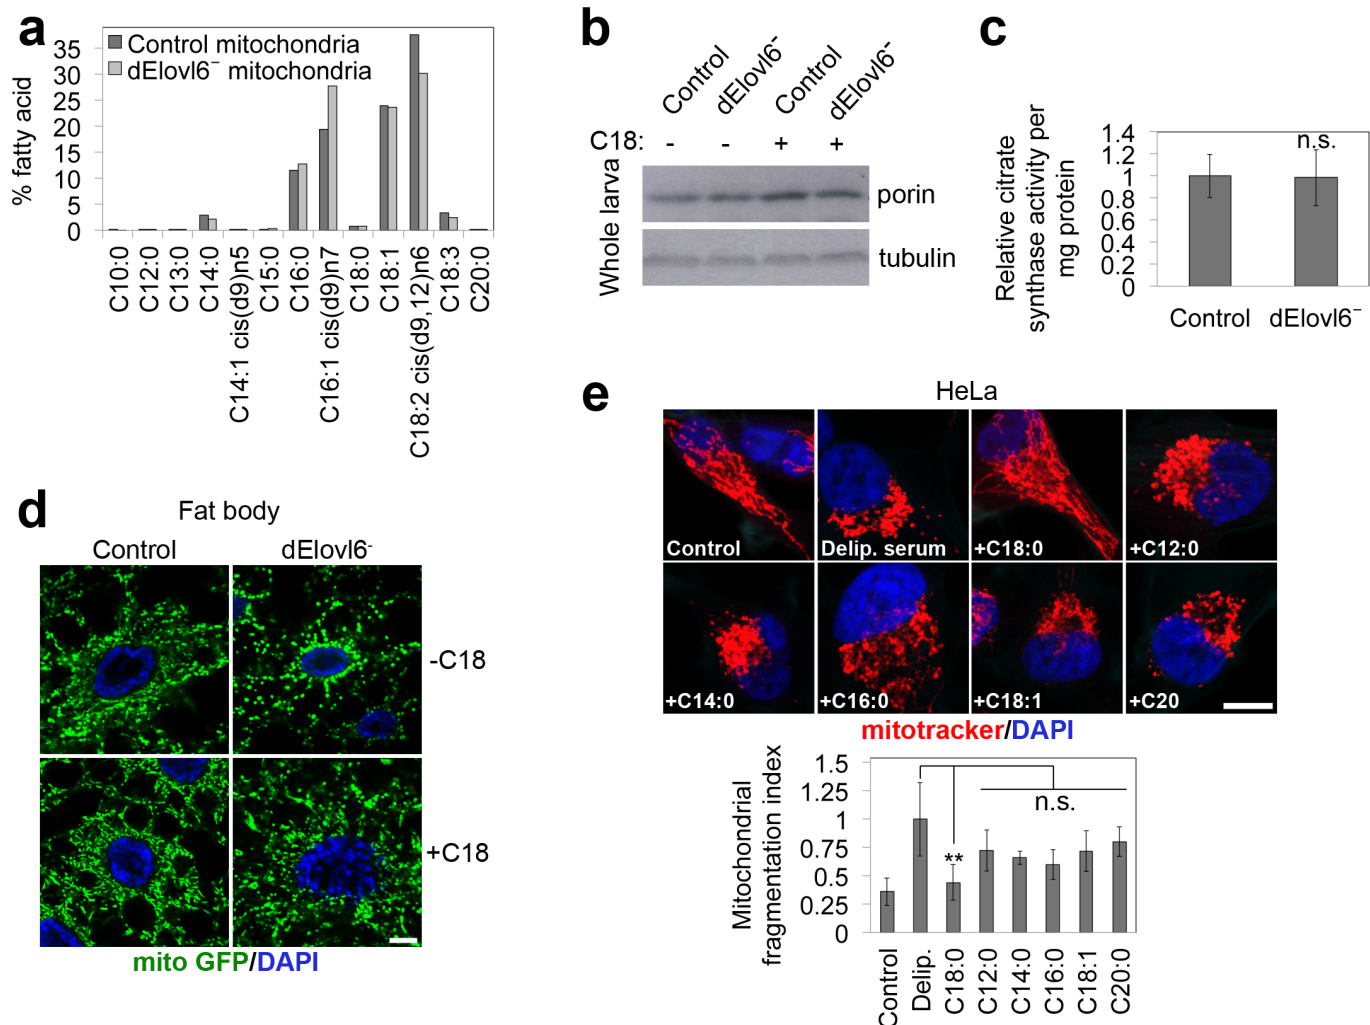 a
% fatty acid
35
30
25
20
15
10
5
0
Control mitochondria
dElovl6⁻ mitochondria
C10:0
C12:0
C13:0
C14:0
C14:1 cis(d9)n5
C15:0
C16:0
C16:1 cis(d9)n7
C18:0
C18:1
C18:2 cis(d9,12)n6
C18:3
C20:0
b
Control
dElovl6⁻
Control
dElovl6⁻
C18: - - + +
Whole larva
porin
tubulin
c
Relative citrate
synthase activity per
mg protein
1.4
1.2
1
0.8
0.6
0.4
0.2
0
n.s.
Control dElovl6⁻
d
Fat body
Control dElovl6⁻
-C18
+C18
mito GFP/DAPI
e
HeLa
Control Delip. serum +C18:0 +C12:0
+C14:0 +C16:0 +C18:1 +C20
mitotracker/DAPI
Mitochondrial
fragmentation index
1.5
1.25
1
0.75
0.5
0.25
0
**
n.s.
Control
Delip.
C18:0
C12:0
C14:0
C16:0
C18:1
C20:0